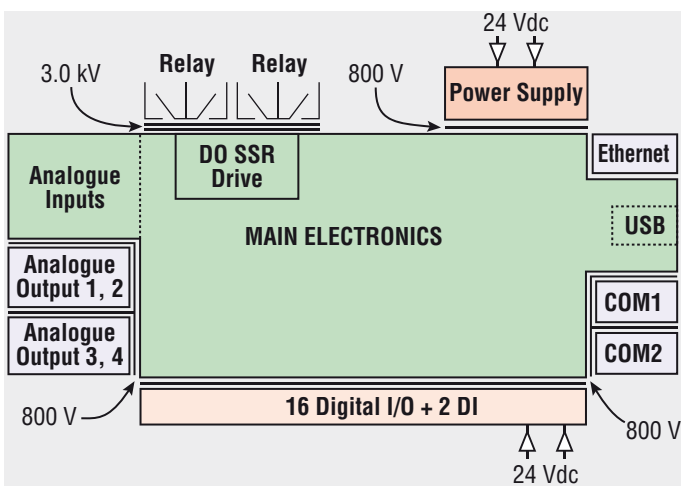 24 Vdc
Relay
Relay
3.0 kV
800 V
Power Supply
DO SSR
Drive
Ethernet
Analogue
Inputs
USB
MAIN ELECTRONICS
Analogue
Output 1, 2
COM1
Analogue
Output 3, 4
COM2
800 V
16 Digital I/O + 2 DI
800 V
24 Vdc